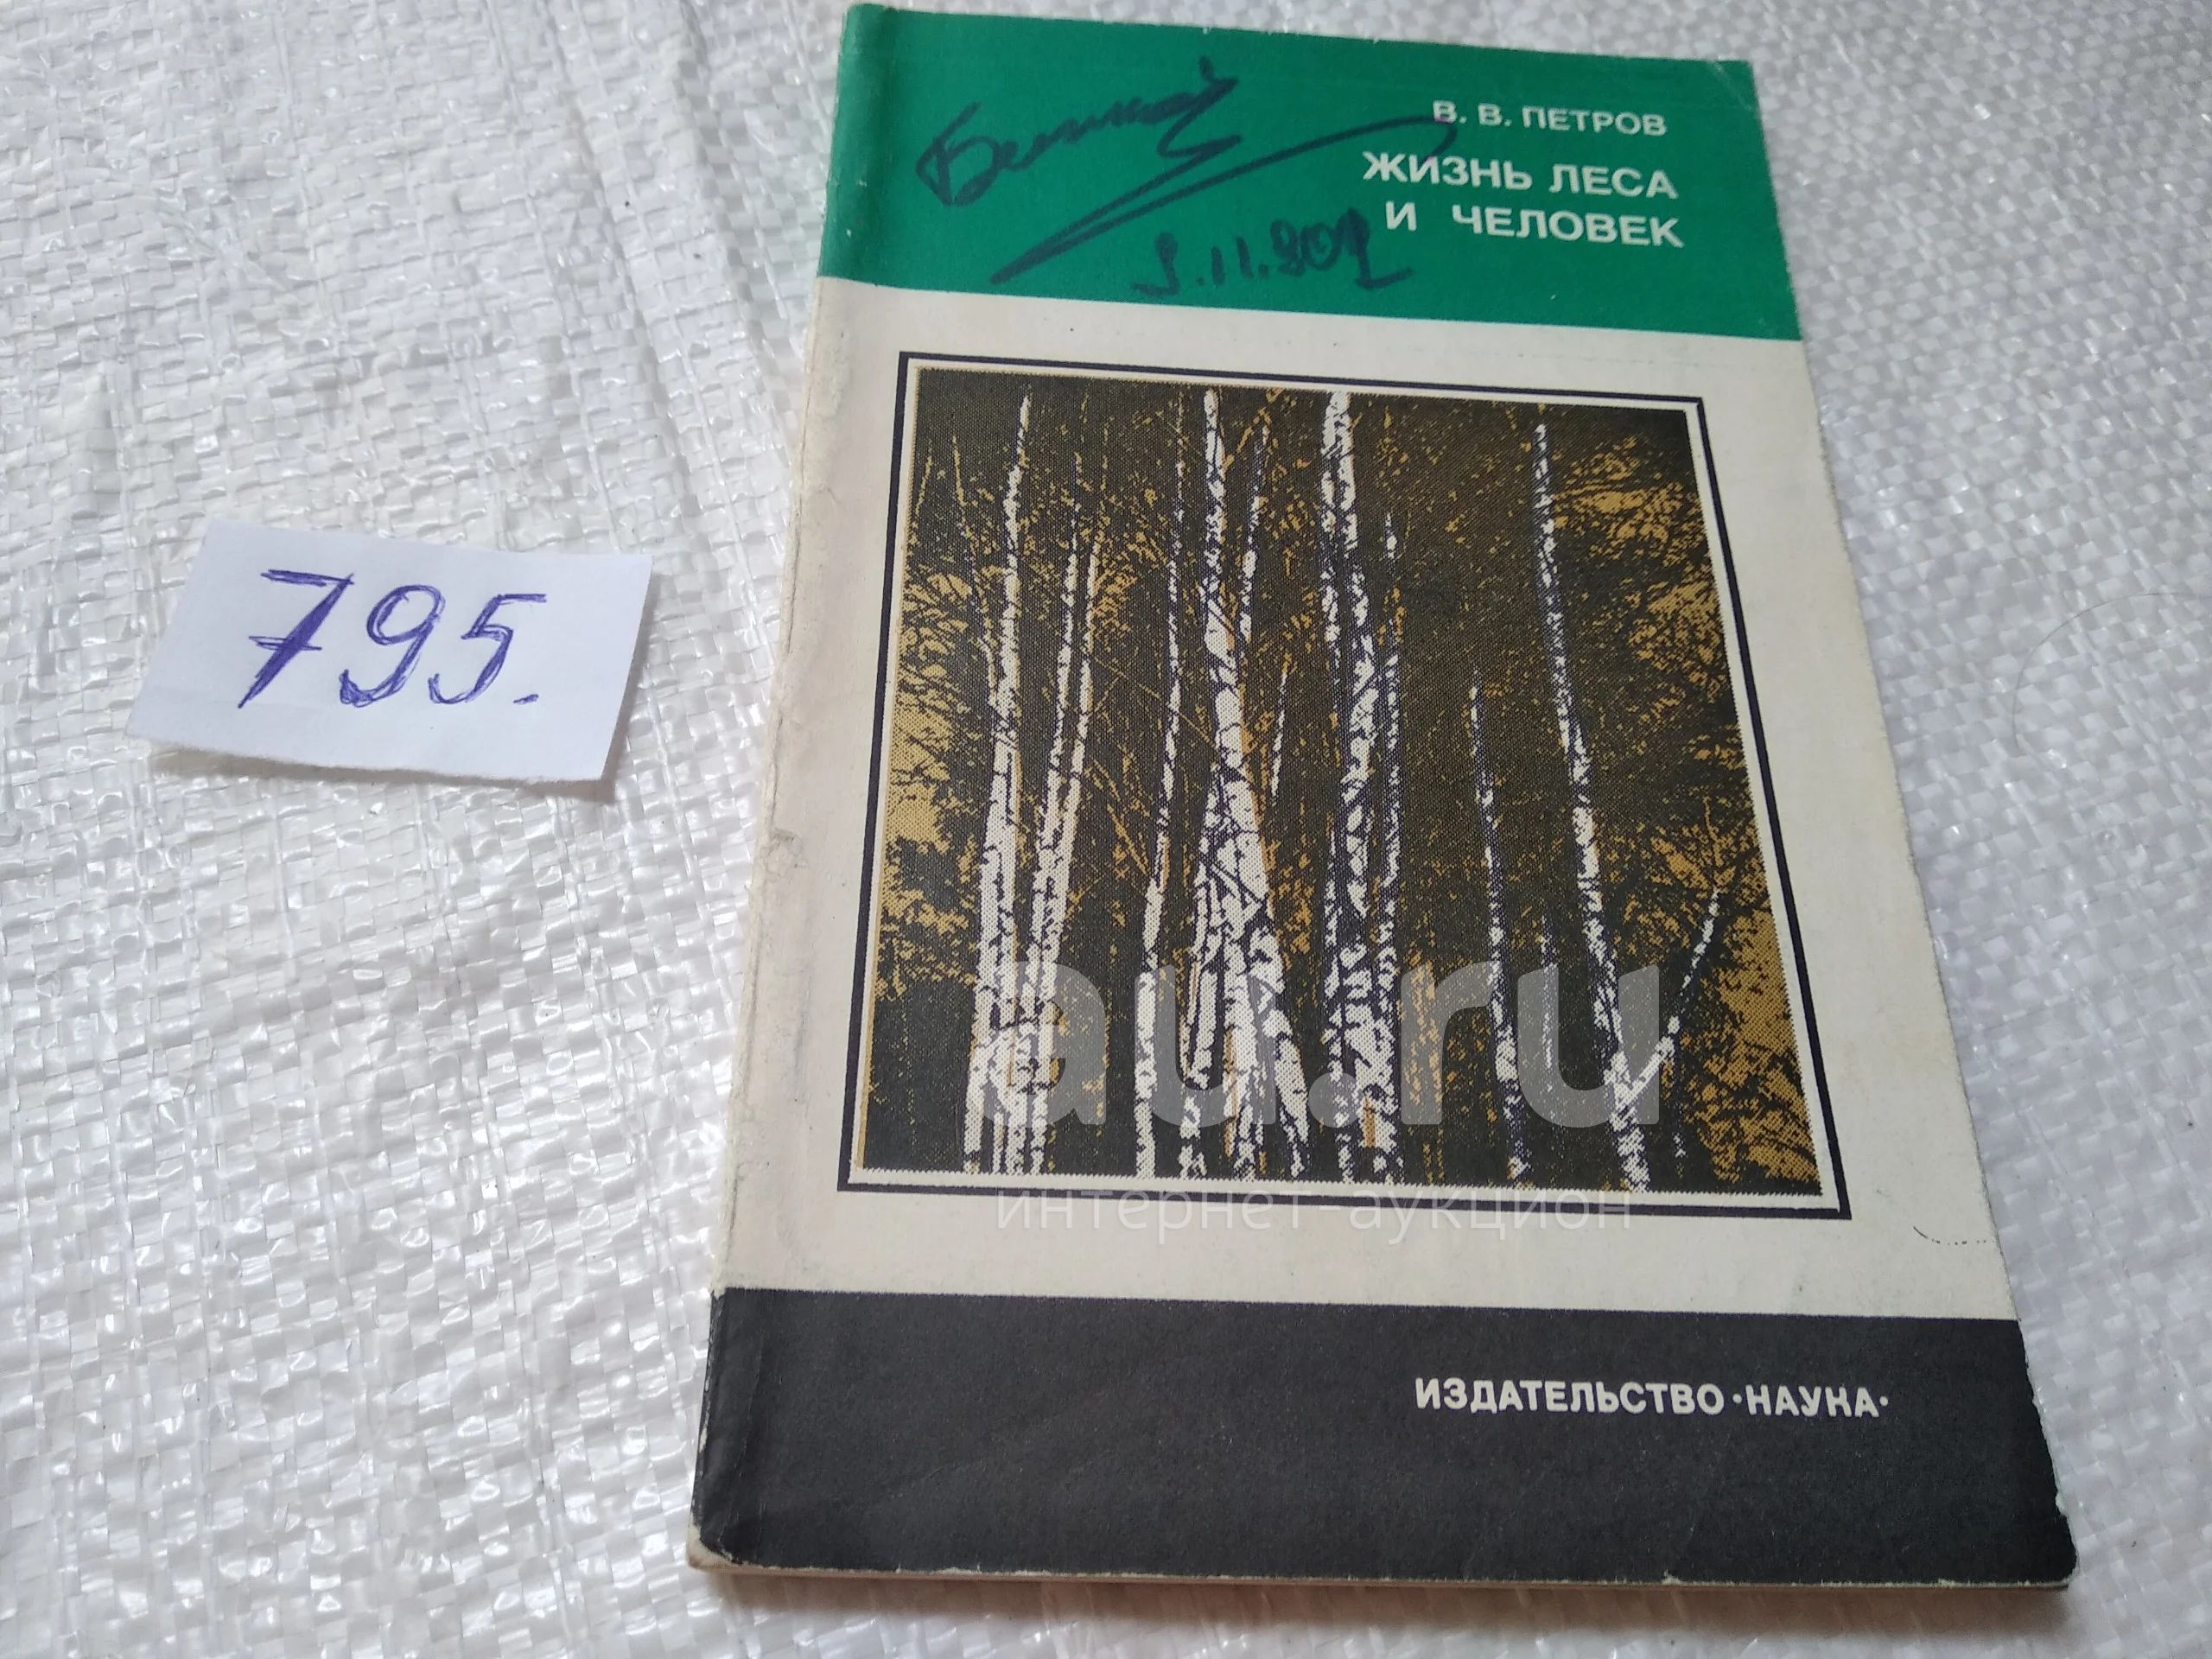 В. В. ПЕТРОВ
ЖИЗНЬ ЛЕСА
И ЧЕЛОВЕК
795.
au.ru
интернет-аукцион
ИЗДАТЕЛЬСТВО «НАУКА»